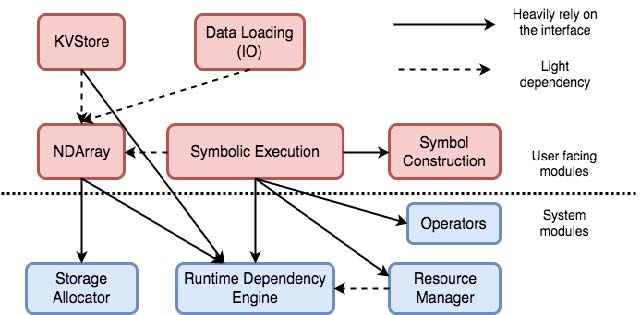 KVStore
Data Loading
(IO)
Heavily rely on
the interface
Light
dependency
NDArray
Symbolic Execution
Symbol
Construction
User facing
modules
Operators
System
modules
Storage
Allocator
Runtime Dependency
Engine
Resource
Manager